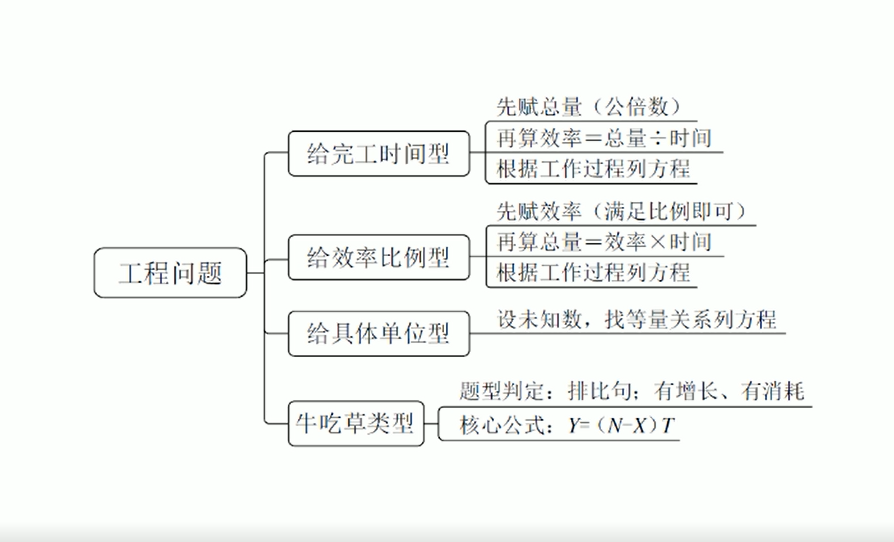 工程问题
给完工时间型
先赋总量（公倍数）
再算效率＝总量÷时间
根据工作过程列方程
给效率比例型
先赋效率（满足比例即可）
再算总量＝效率×时间
根据工作过程列方程
给具体单位型
设未知数，找等量关系列方程
牛吃草类型
题型判定：排比句；有增长、有消耗
核心公式：Y=（N-X）T